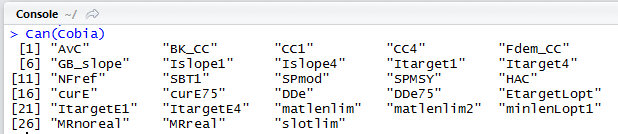 Console ~/
> Can(Cobia)
[1] "AvC" "BK_CC" "CC1" "CC4" "Fdem_CC"
[6] "GB_slope" "Islope1" "Islope4" "Itarget1" "Itarget4"
[11] "NFref" "SBT1" "SPmod" "SPMSY" "HAC"
[16] "curE" "curE75" "DDe" "DDe75" "EtargetLopt"
[21] "ItargetE1" "ItargetE4" "matlenlim" "matlenlim2" "minlenLopt1"
[26] "MRnoreal" "MRreal" "slotlim"